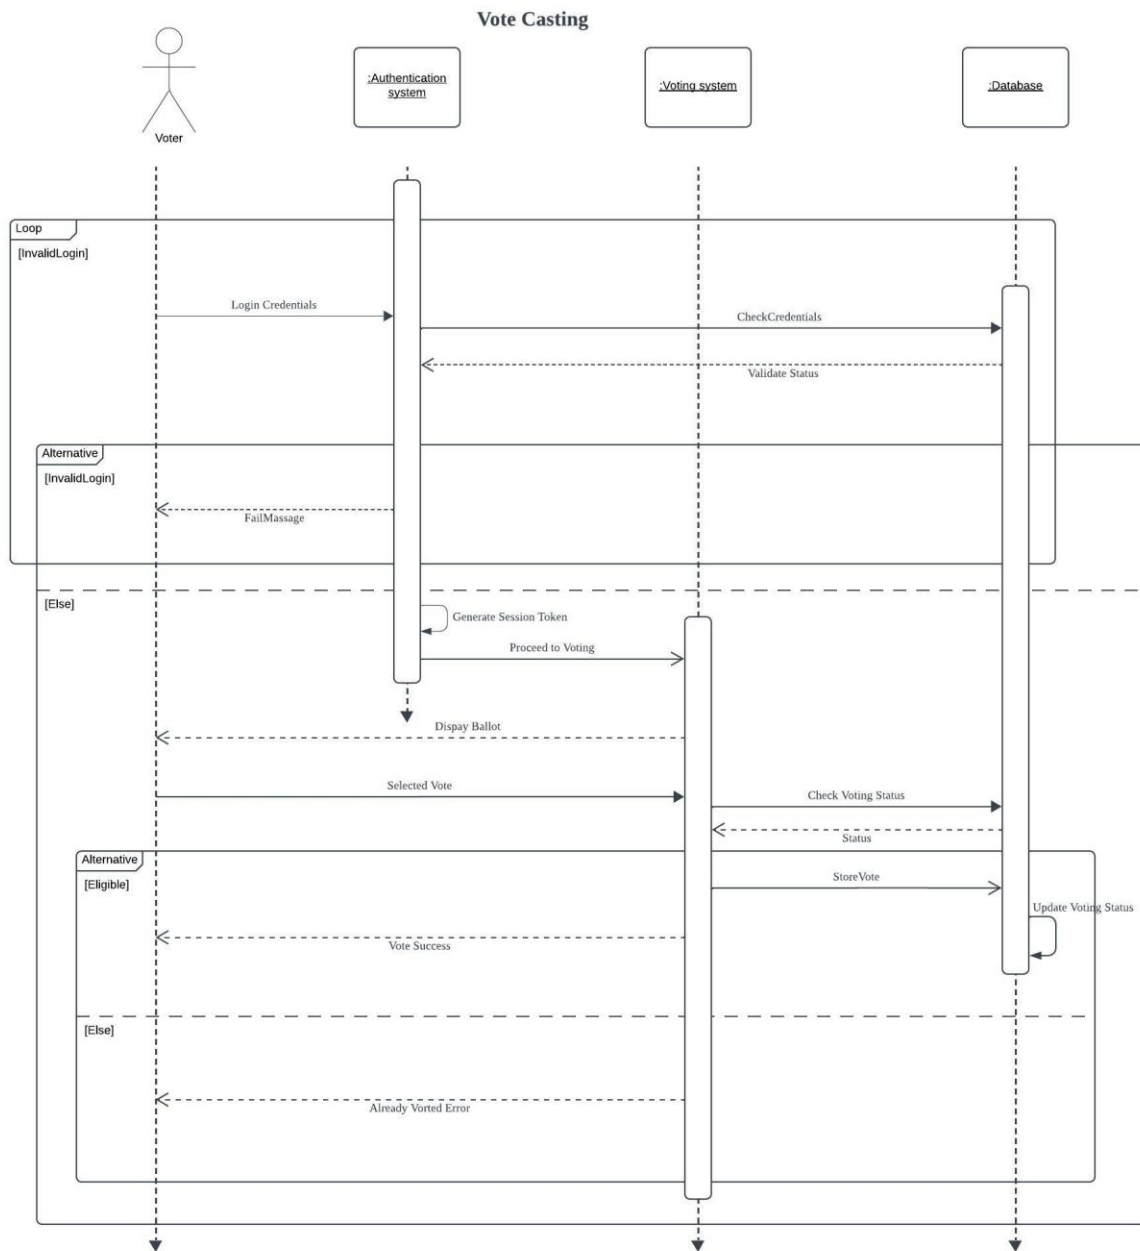 Vote Casting
:Authentication
system
:Voting system
:Database
Voter
Loop
[InvalidLogin]
Login Credentials
CheckCredentials
Validate Status
Alternative
[InvalidLogin]
FailMassage
[Else]
Generate Session Token
Proceed to Voting
Dispay Ballot
Selected Vote
Check Voting Status
Status
Alternative
[Eligible]
StoreVote
Update Voting Status
Vote Success
[Else]
Already Vorted Error